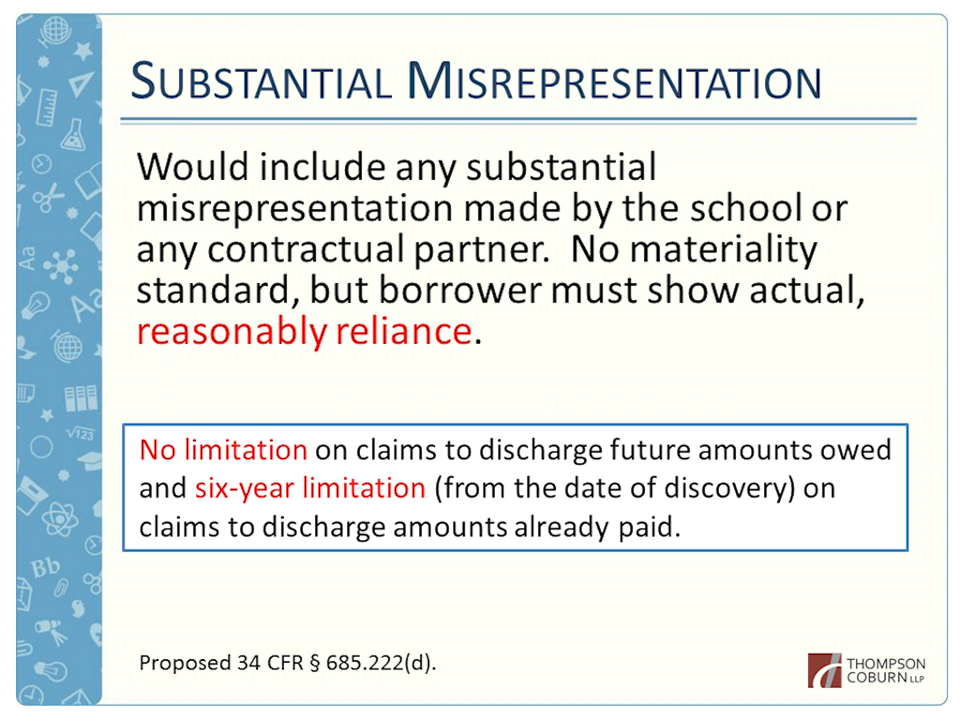 SUBSTANTIAL MISREPRESENTATION
Would include any substantial
misrepresentation made by the school or
any contractual partner.  No materiality
standard, but borrower must show actual,
reasonably reliance.
No limitation on claims to discharge future amounts owed
and six-year limitation (from the date of discovery) on
claims to discharge amounts already paid.
Proposed 34 CFR § 685.222(d).
THOMPSON
COBURN LLP
Aa
A
√123
Bb